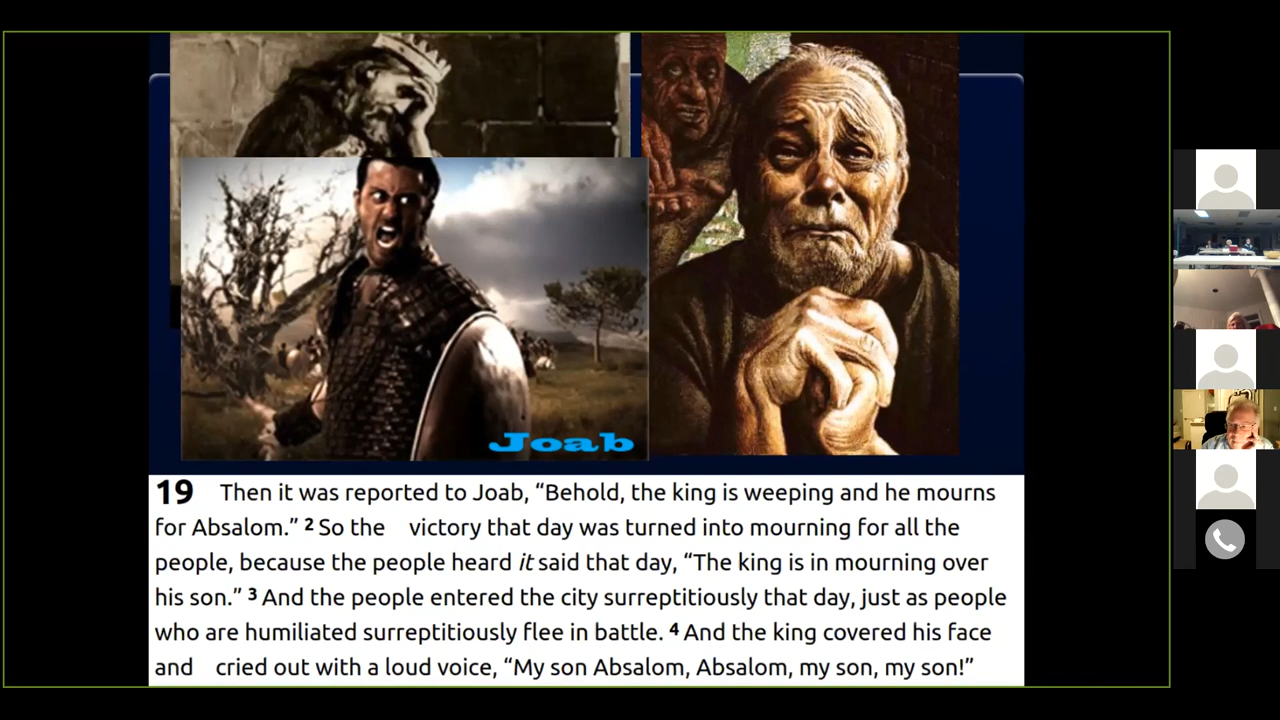 Joab
19 Then it was reported to Joab, “Behold, the king is weeping and he mourns
for Absalom.” 2 So the victory that day was turned into mourning for all the
people, because the people heard it said that day, “The king is in mourning over
his son.” 3 And the people entered the city surreptitiously that day, just as people
who are humiliated surreptitiously flee in battle. 4 And the king covered his face
and cried out with a loud voice, “My son Absalom, Absalom, my son, my son!”